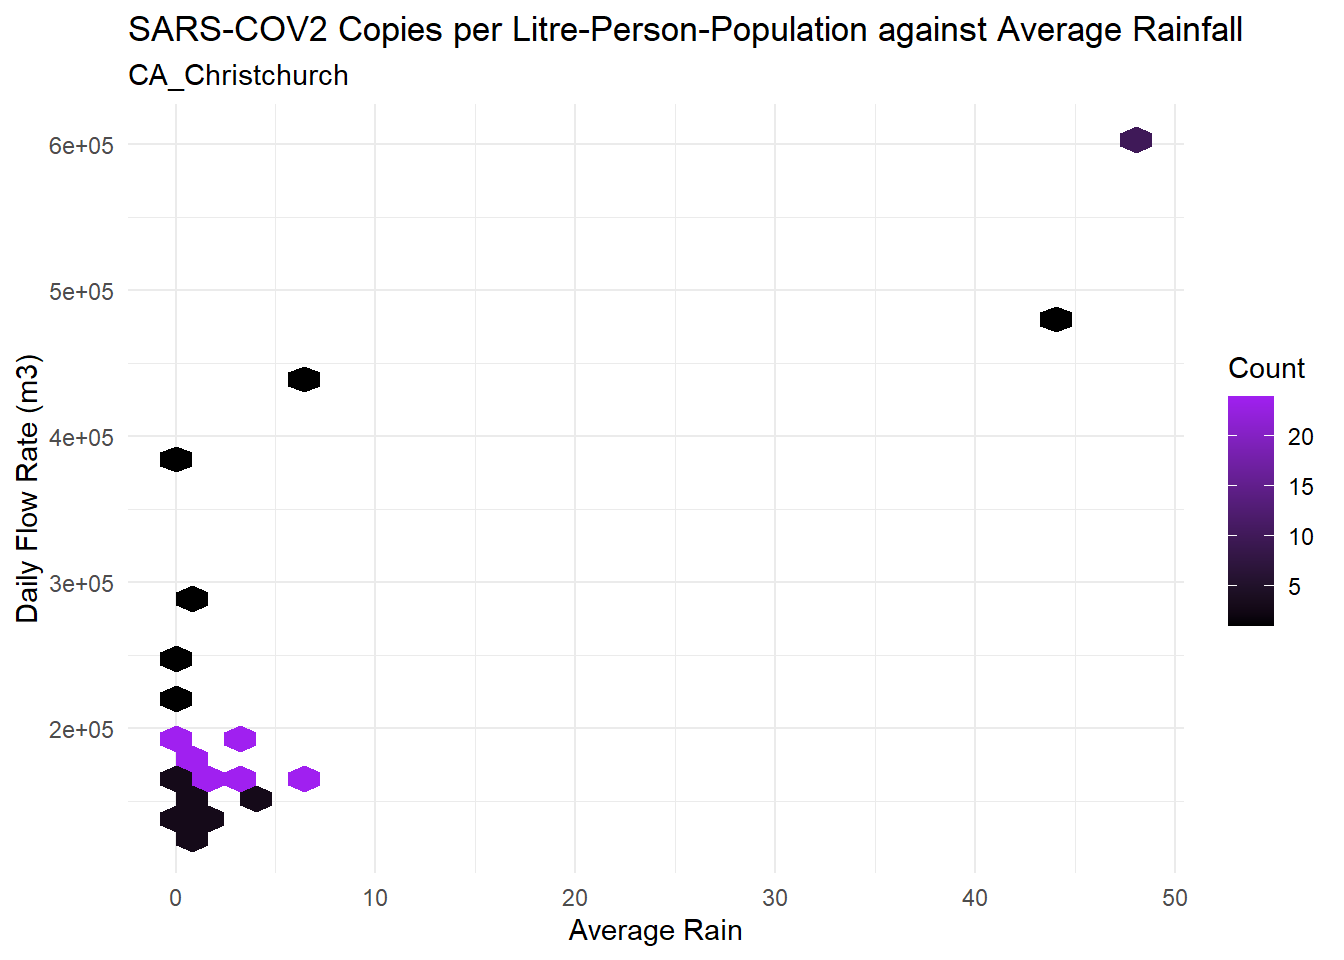 SARS-COV2 Copies per Litre-Person-Population against Average Rainfall
CA_Christchurch
6e+05
5e+05
4e+05
3e+05
2e+05
Daily Flow Rate (m3)
0 10 20 30 40 50
Average Rain
Count
20
15
10
5